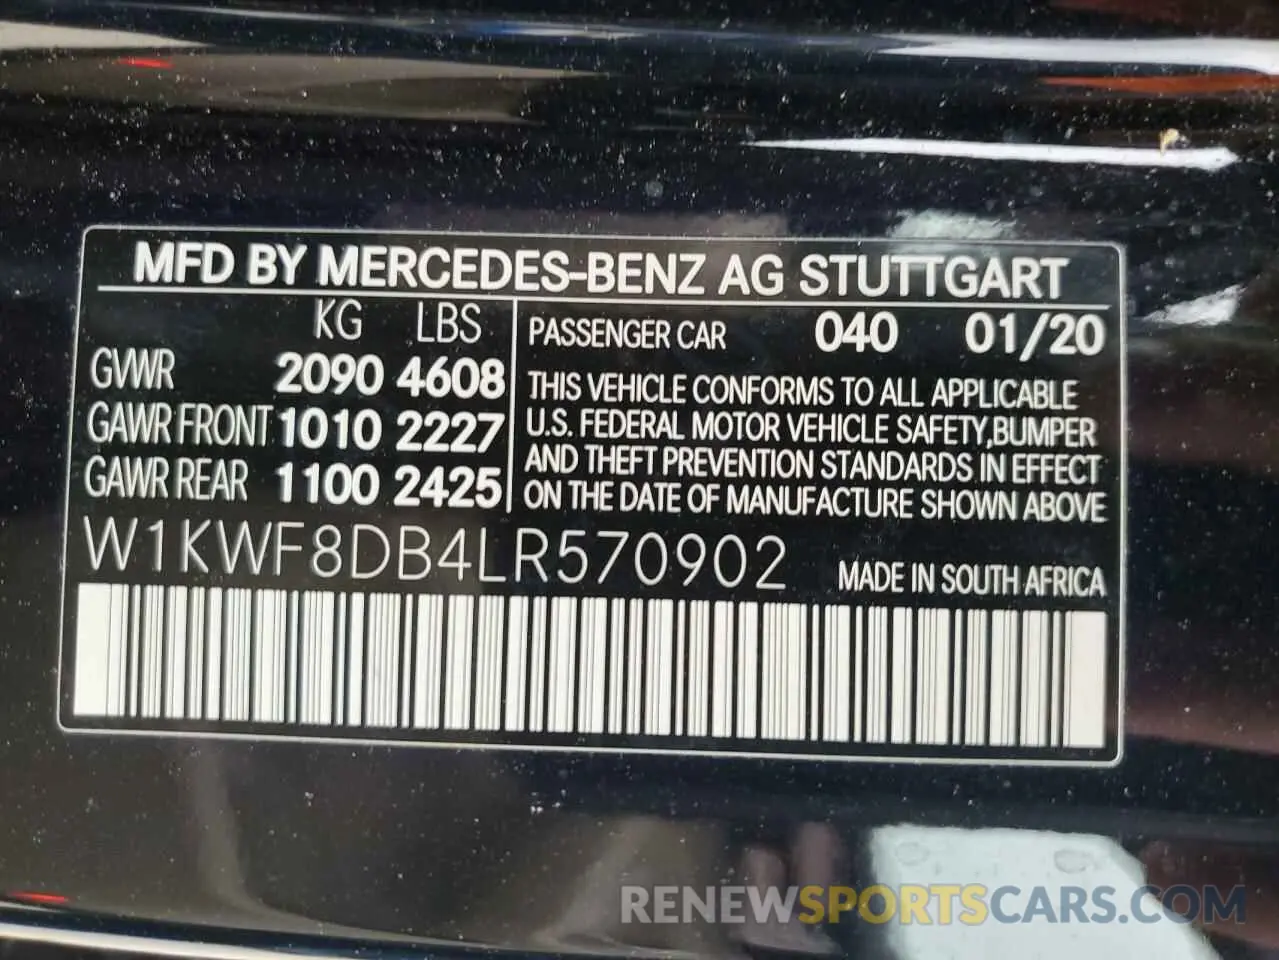 MFD BY MERCEDES-BENZ AG STUTTGART
KG LBS
GVWR 2090 4608
GAWR FRONT 1010 2227
GAWR REAR 1100 2425
PASSENGER CAR 040 01/20
THIS VEHICLE CONFORMS TO ALL APPLICABLE
U.S. FEDERAL MOTOR VEHICLE SAFETY,BUMPER
AND THEFT PREVENTION STANDARDS IN EFFECT
ON THE DATE OF MANUFACTURE SHOWN ABOVE
W1KWF8DB4LR570902 MADE IN SOUTH AFRICA
RENEWSPORTSCARS.COM